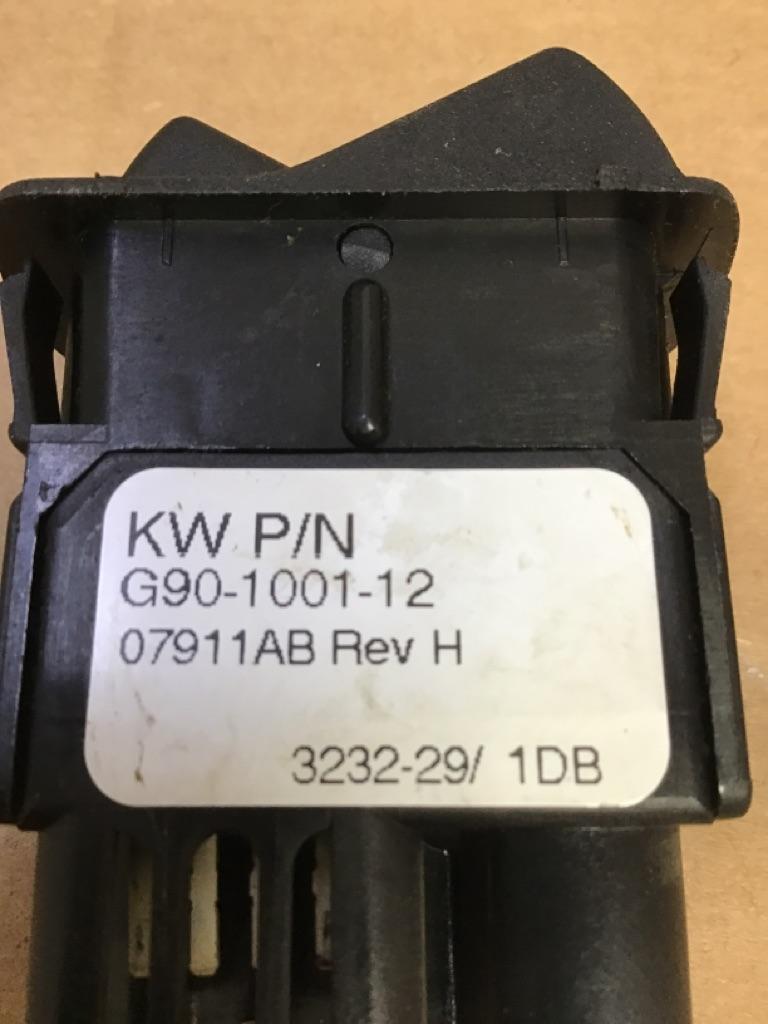 KW P/N
G90-1001-12
07911AB Rev H
3232-29/ 1DB